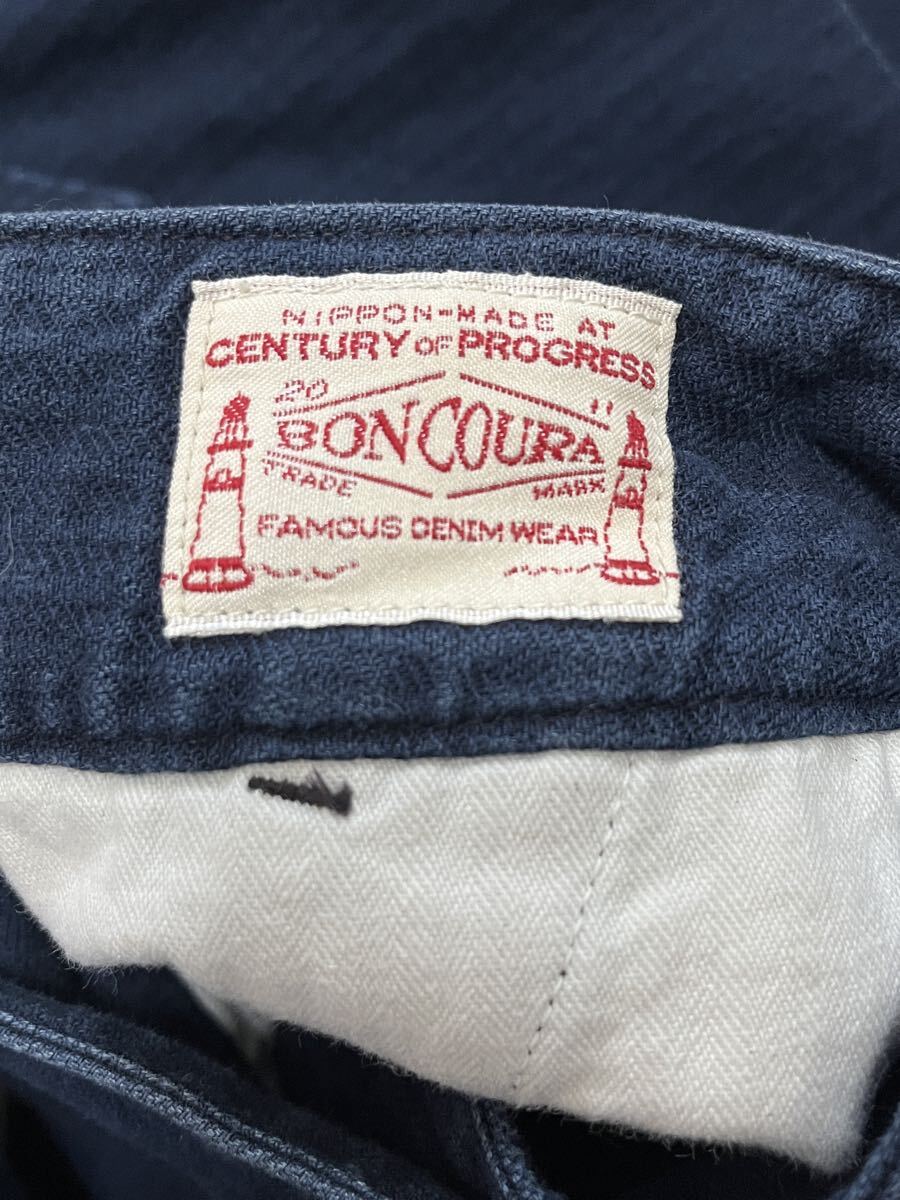 NIPPON-MADE AT
CENTURY OF PROGRESS
20 11
BONCOURA
TRADE MARK
FAMOUS DENIM WEAR